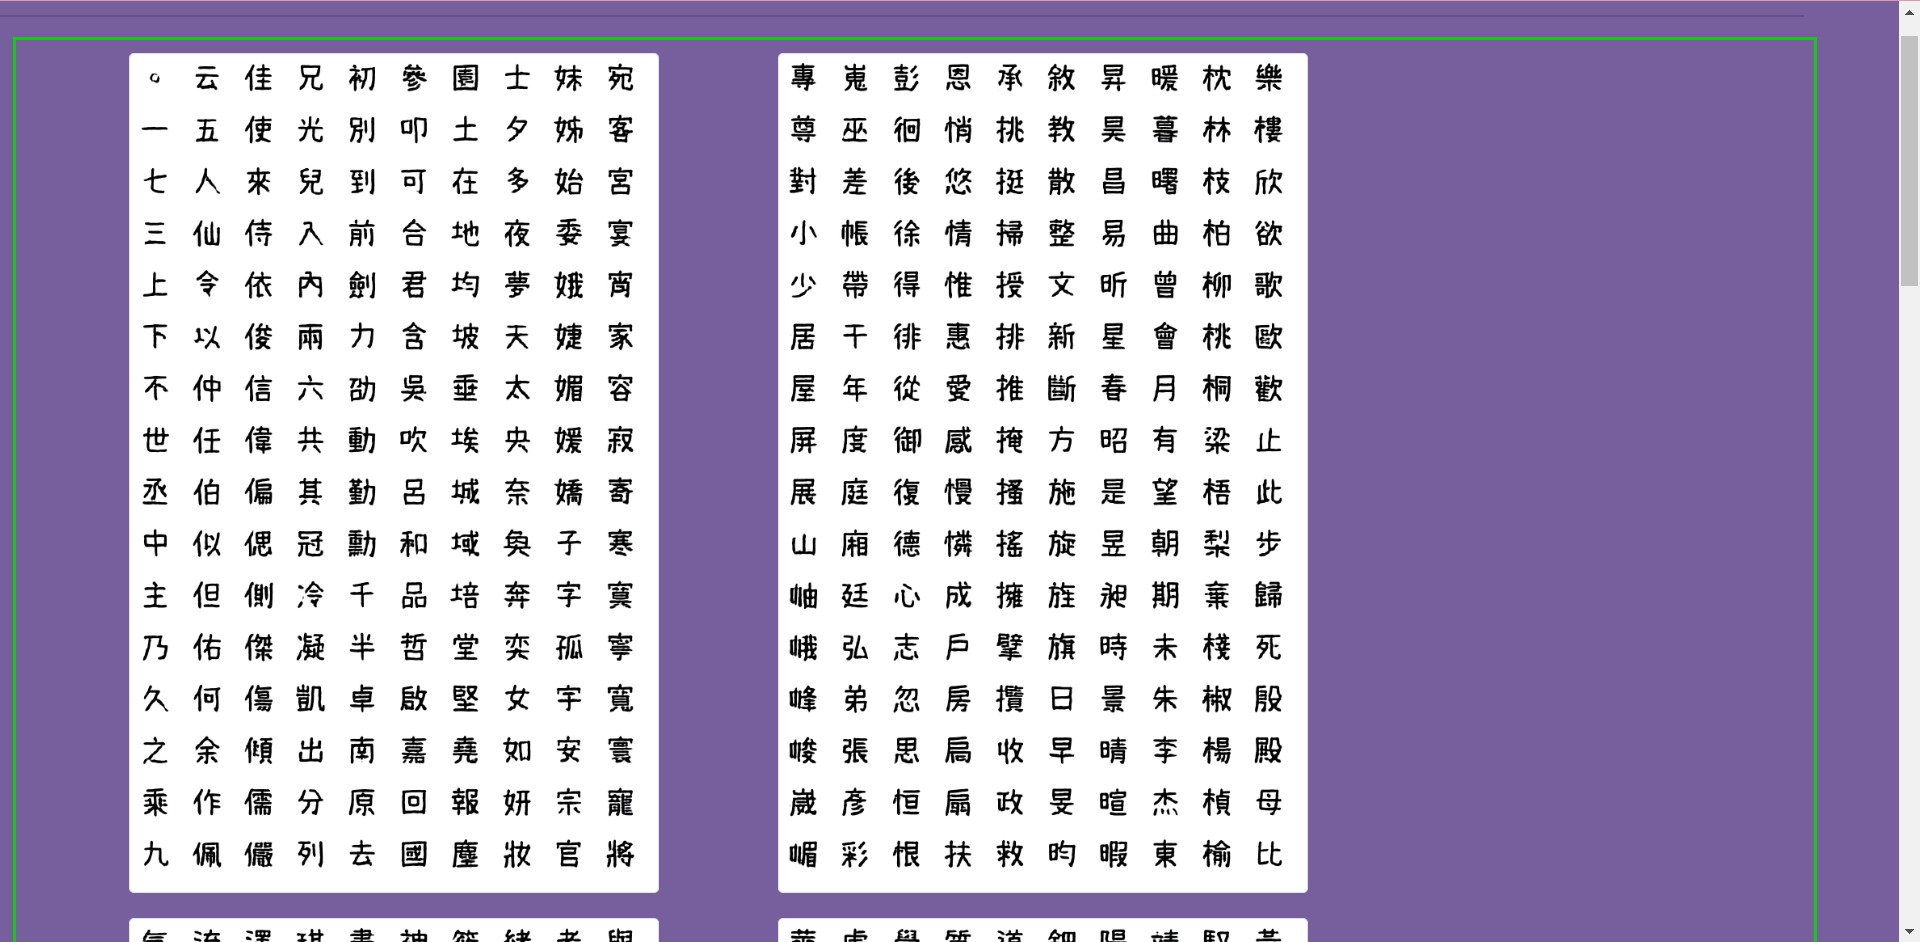 。 云 佳 兄 初 參 園 士 妹 宛
一 五 使 光 別 叩 土 夕 姊 客
七 人 來 兒 到 可 在 多 始 宮
三 仙 侍 入 前 合 地 夜 委 宴
上 令 依 內 劍 君 均 夢 娥 宵
下 以 俊 兩 力 含 坡 天 婕 家
不 仲 信 六 劭 吳 垂 太 媚 容
世 任 偉 共 動 吹 埃 央 媛 寂
丞 伯 偏 其 勤 呂 城 奈 嬌 寄
中 似 偲 冠 勳 和 域 奐 子 寒
主 但 側 冷 千 品 培 奔 字 寞
乃 佑 傑 凝 半 哲 堂 奕 孤 寧
久 何 傷 凱 卓 啟 堅 女 宇 寬
之 余 傾 出 南 嘉 堯 如 安 寰
乘 作 儒 分 原 回 報 妍 宗 寵
九 佩 儼 列 去 國 塵 妝 官 將
專 嵬 彭 恩 承 敘 昇 暖 枕 樂
尊 巫 徊 悄 挑 教 昊 暮 林 樓
對 差 後 悠 挺 散 昌 曙 枝 欣
小 帳 徐 情 掃 整 易 曲 柏 欲
少 帶 得 惟 授 文 昕 曾 柳 歌
居 干 徘 惠 排 新 星 會 桃 歐
屋 年 從 愛 推 斷 春 月 桐 歡
屏 度 御 感 掩 方 昭 有 梁 止
展 庭 復 慢 搔 施 是 望 梧 此
山 廂 德 憐 搖 旋 昱 朝 梨 步
岫 廷 心 成 擁 旌 昶 期 棄 歸
峨 弘 志 戶 擘 旗 時 未 棧 死
峰 弟 忽 房 攬 日 景 朱 椒 殷
峻 張 思 扁 收 早 晴 李 楊 殿
崴 彥 恒 扇 政 旻 暄 杰 楨 母
嵋 彩 恨 扶 救 昀 暇 東 榆 比